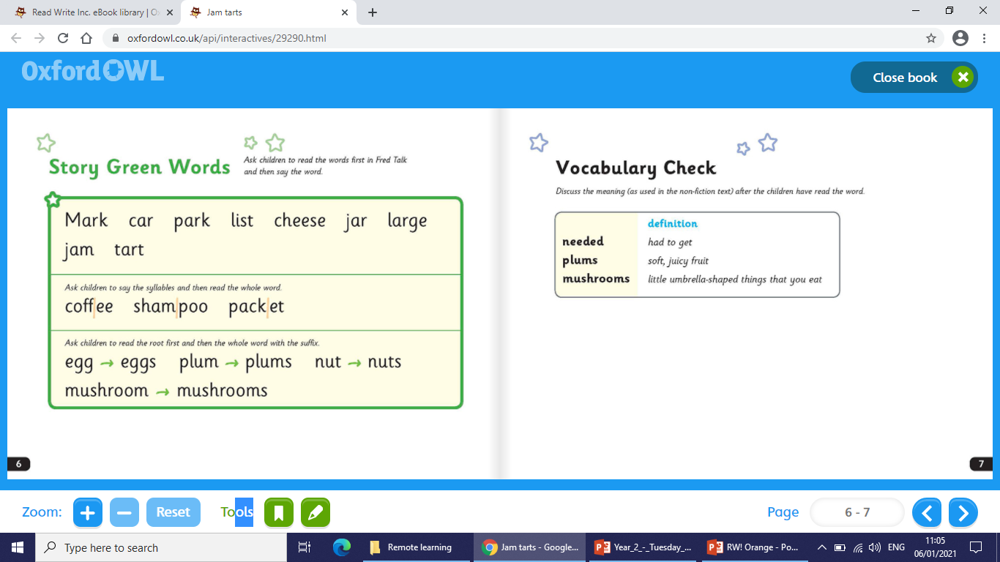 Read Write Inc. eBook library | Ox
Jam tarts
oxfordowl.co.uk/api/interactives/29290.html
Oxford OWL
Close book
Story Green Words
Ask children to read the words first in Fred Talk
and then say the word.
Mark car park list cheese jar large
jam tart
Ask children to say the syllables and then read the whole word.
coff|ee sham|poo pack|et
Ask children to read the root first and then the whole word with the suffix.
egg → eggs plum → plums nut → nuts
mushroom → mushrooms
6
Vocabulary Check
Discuss the meaning (as used in the non-fiction text) after the children have read the word.
definition
needed had to get
plums soft, juicy fruit
mushrooms little umbrella-shaped things that you eat
7
Zoom: Reset Tools Page 6 - 7
Type here to search
Remote learning
Jam tarts - Google...
Year_2_-_Tuesday_...
RW! Orange - Po...
ENG
11:05
06/01/2021